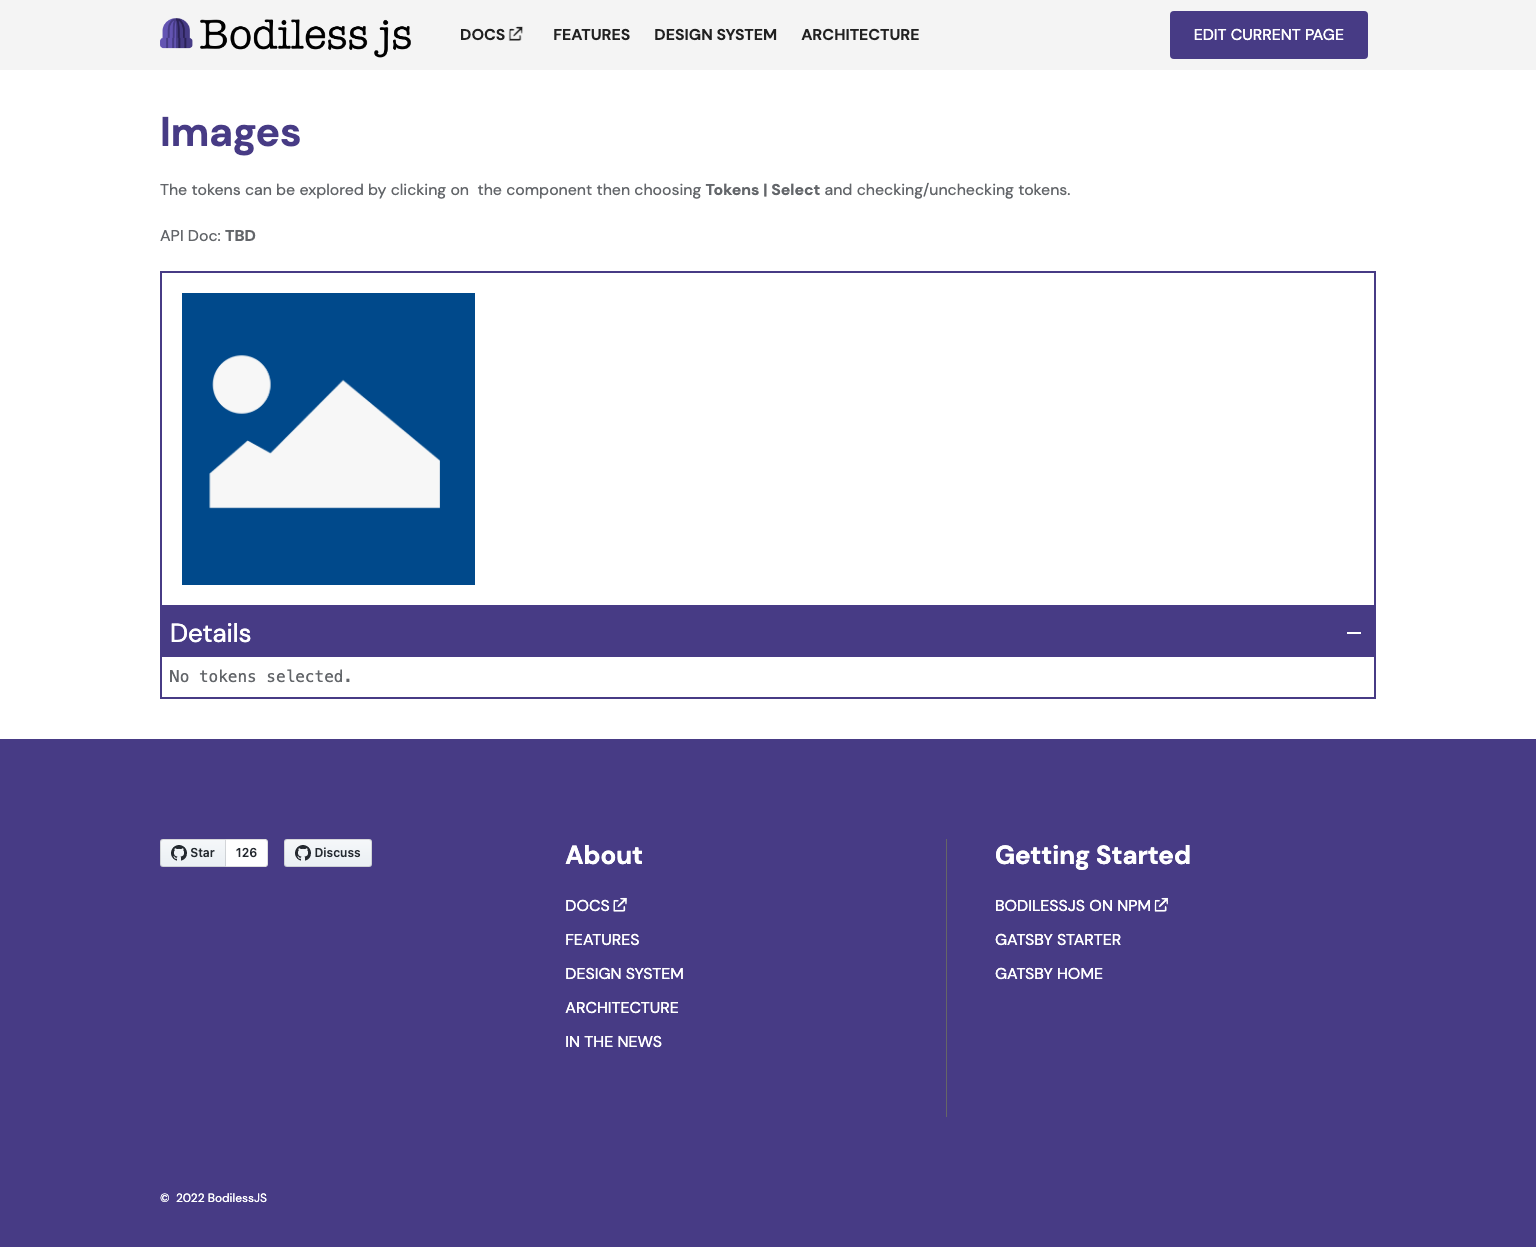 Bodiless js
DOCS FEATURES DESIGN SYSTEM ARCHITECTURE EDIT CURRENT PAGE
Images
The tokens can be explored by clicking on  the component then choosing Tokens | Select and checking/unchecking tokens.
API Doc: TBD
Details
No tokens selected.
Star 126 Discuss
About
DOCS
FEATURES
DESIGN SYSTEM
ARCHITECTURE
IN THE NEWS
Getting Started
BODILESSJS ON NPM
GATSBY STARTER
GATSBY HOME
©  2022 BodilessJS